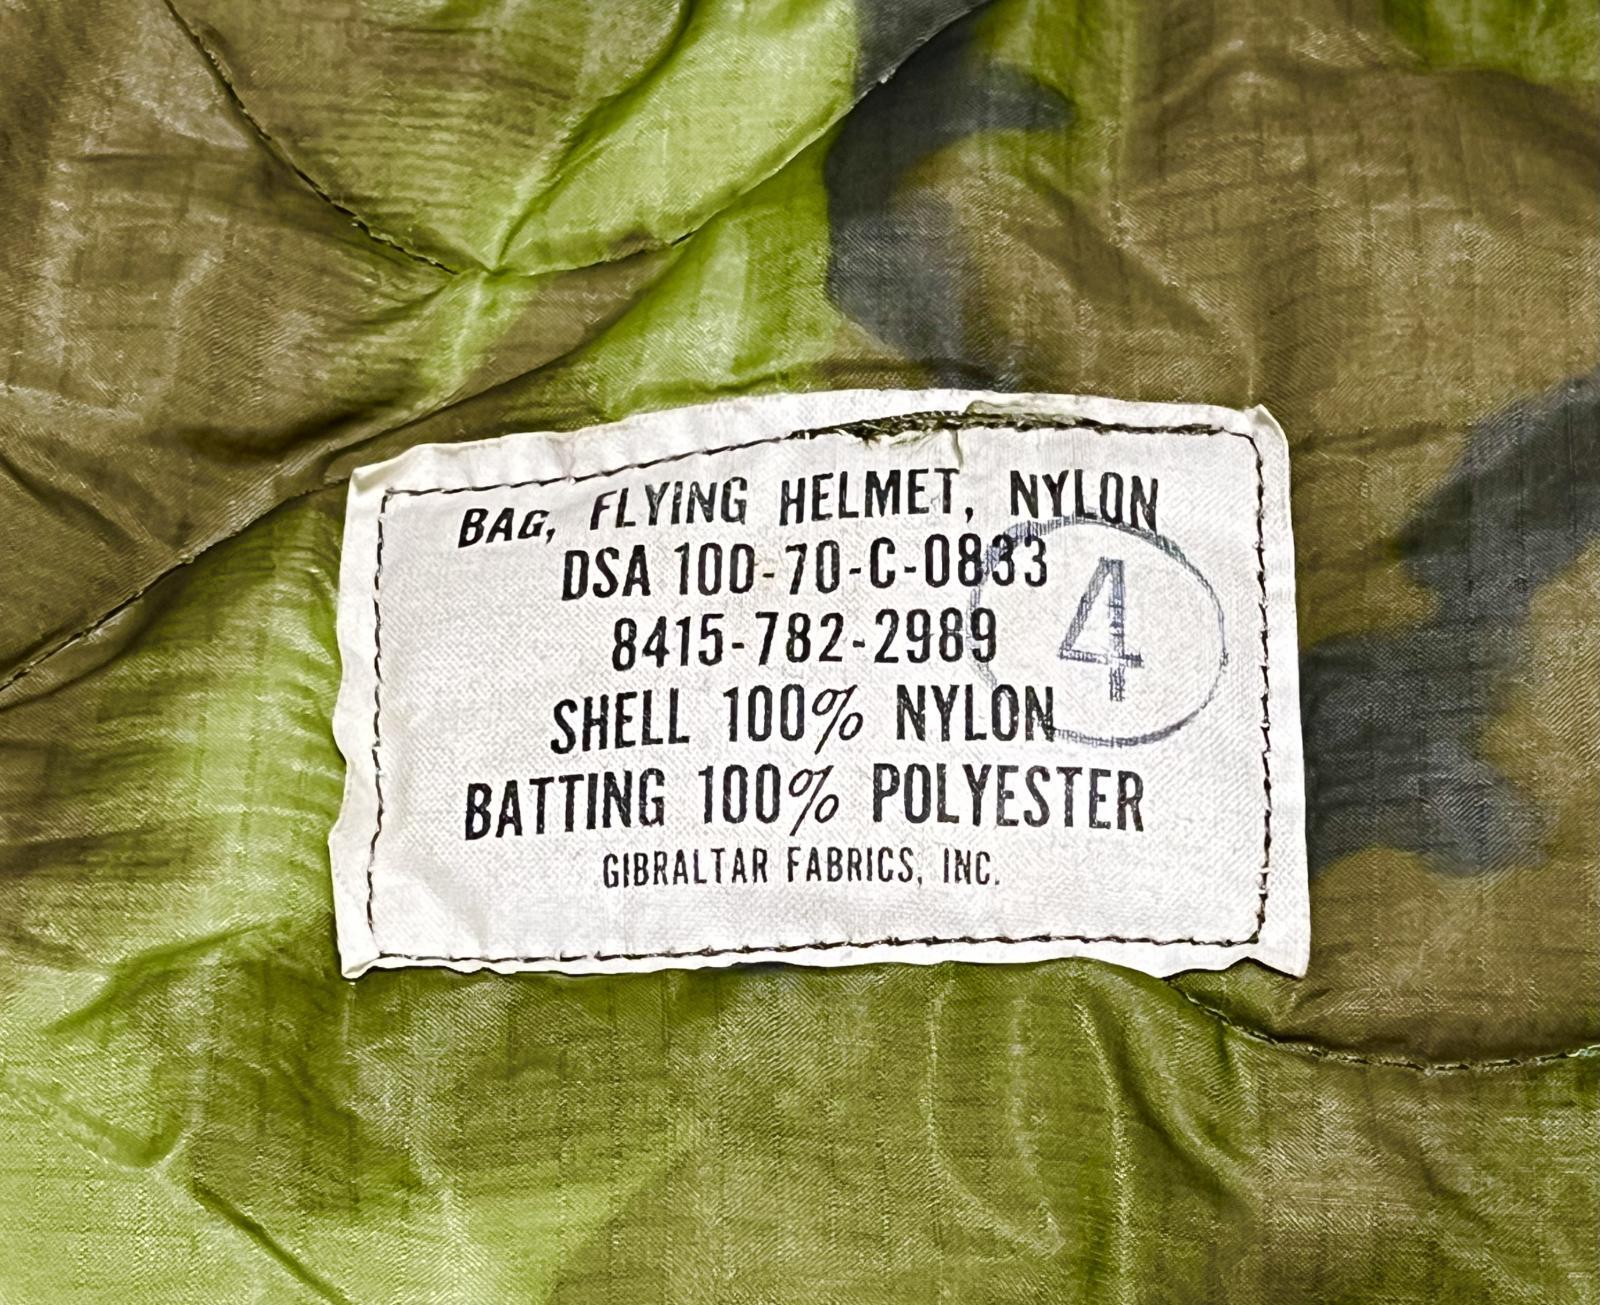 BAG, FLYING HELMET, NYLON
DSA 100-70-C-0833
8415-782-2989
4
SHELL 100% NYLON
BATTING 100% POLYESTER
GIBRALTAR FABRICS, INC.